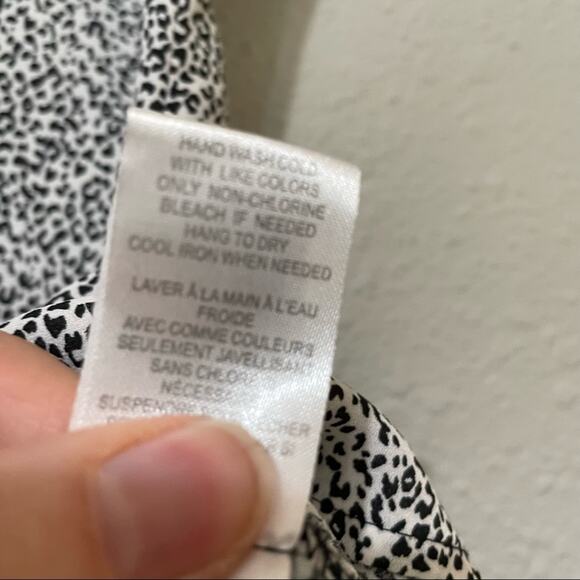 HAND WASH COLD
WITH LIKE COLORS
ONLY NON-CHLORINE
BLEACH IF NEEDED
HANG TO DRY
COOL IRON WHEN NEEDED
LAVER À LA MAIN À L'EAU
FROIDE
AVEC COMME COULEURS
SEULEMENT
SANS